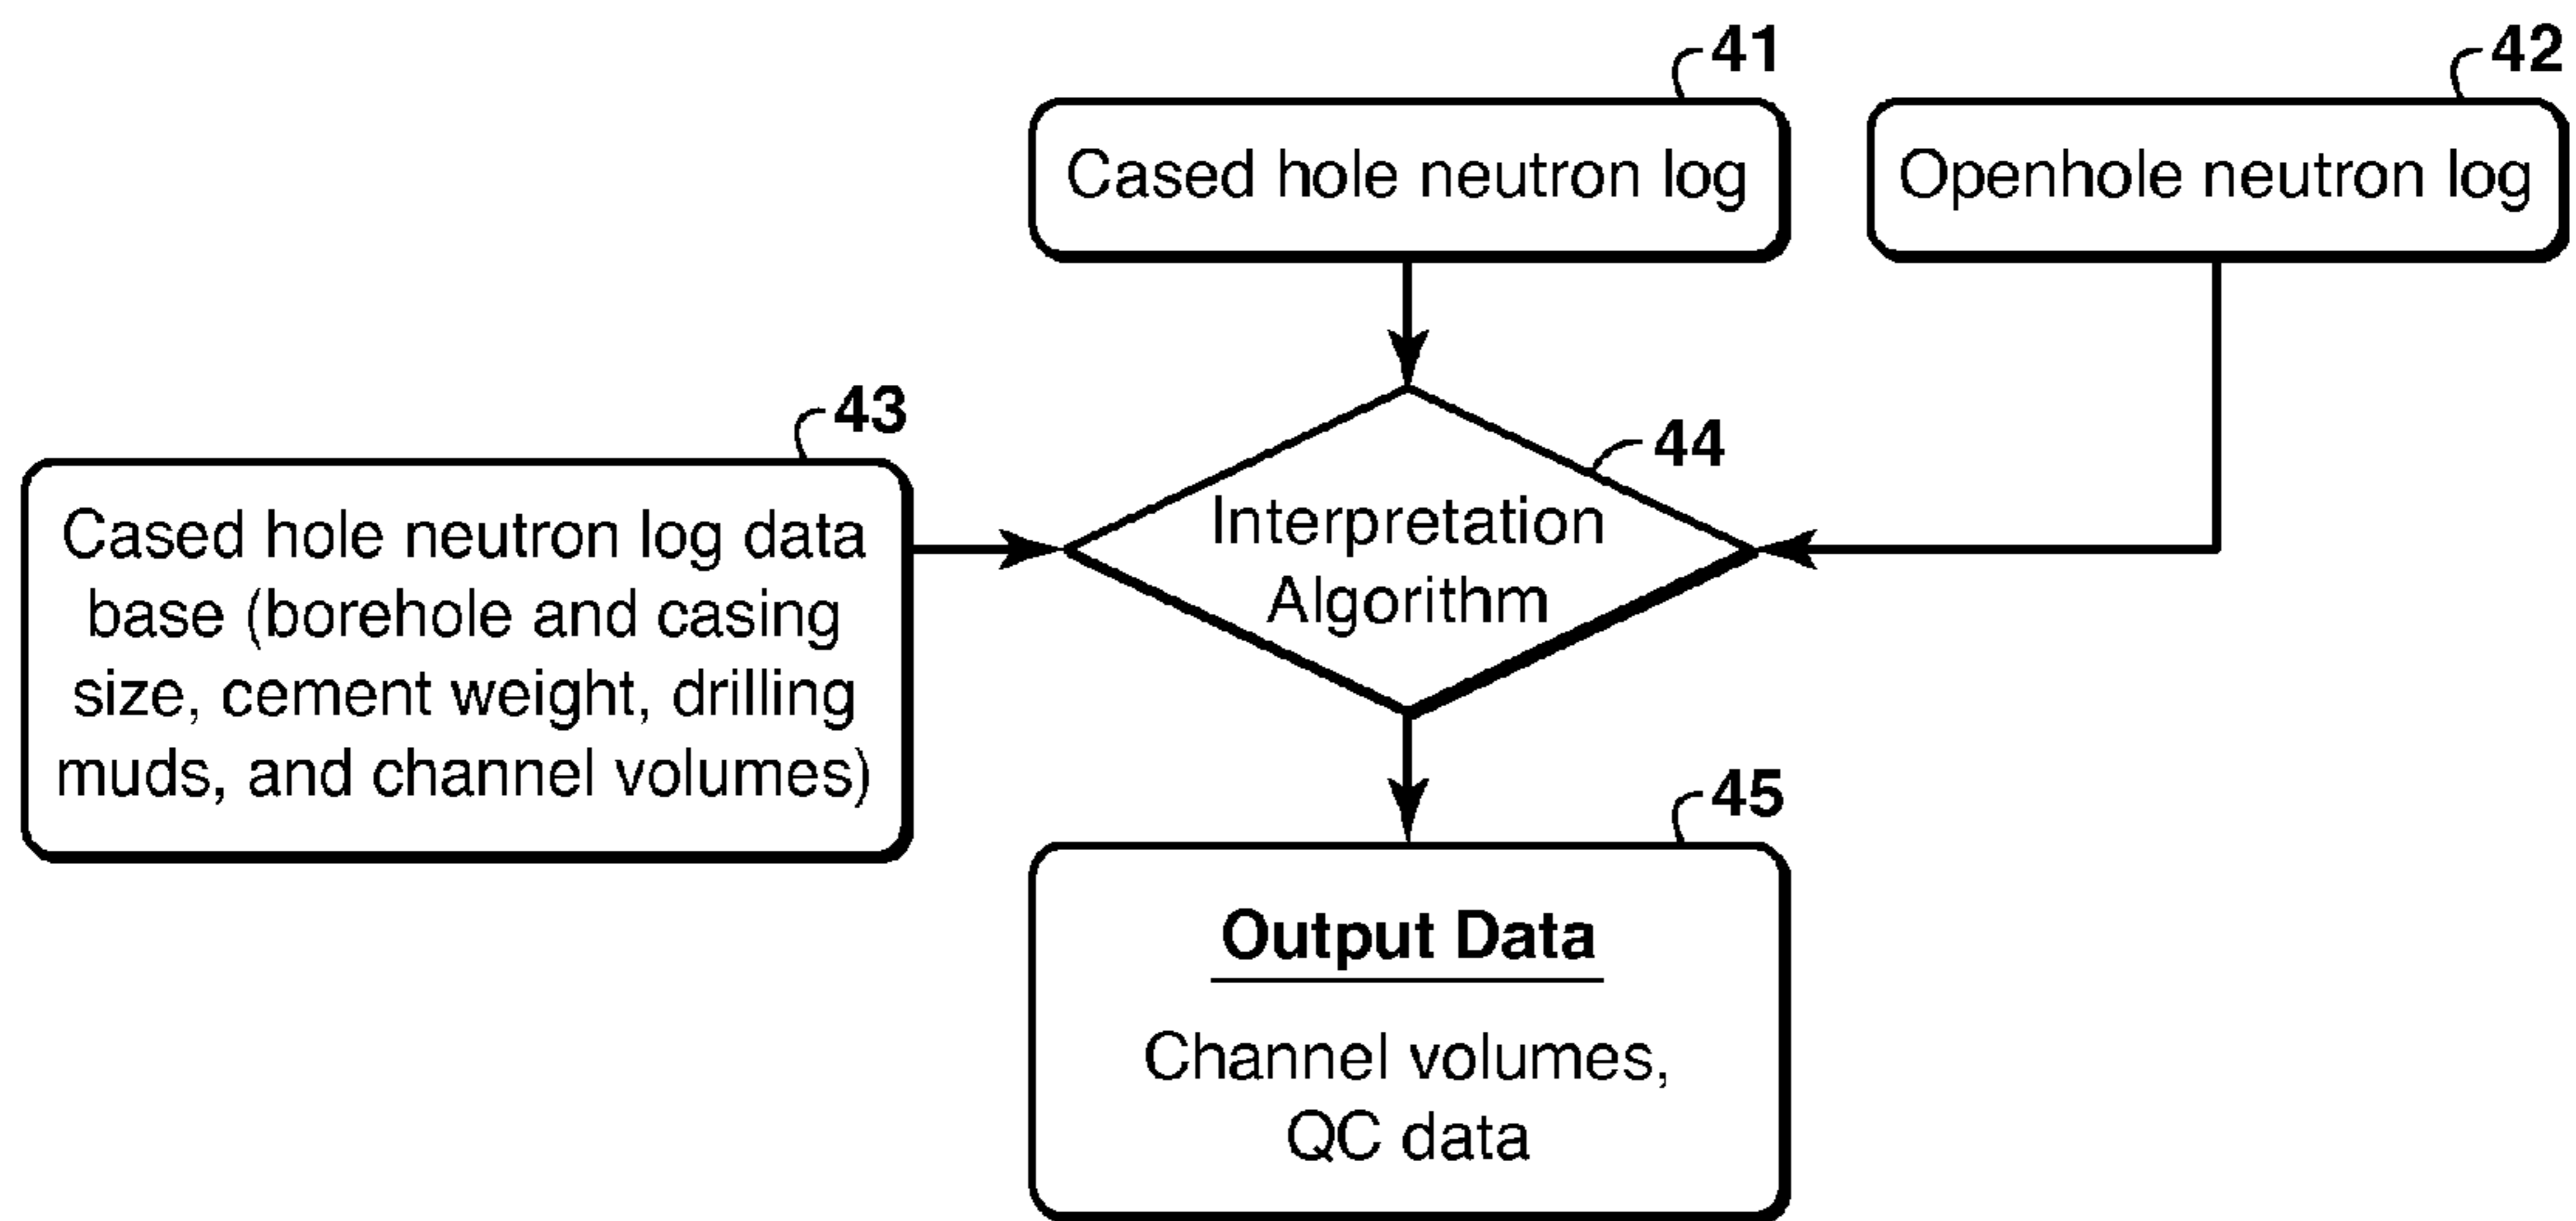 41
Cased hole neutron log
42
Openhole neutron log
43
Cased hole neutron log data
base (borehole and casing
size, cement weight, drilling
muds, and channel volumes)
44
Interpretation
Algorithm
45
Output Data
Channel volumes,
QC data